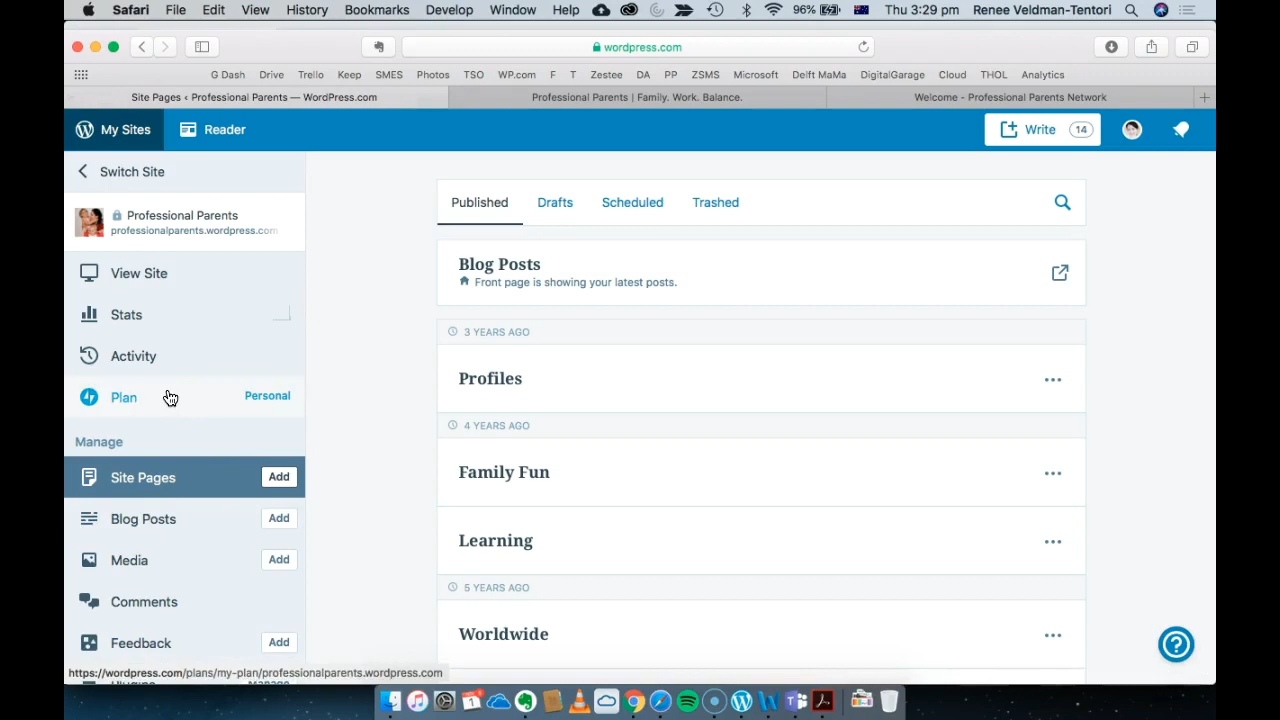 Safari File Edit View History Bookmarks Develop Window Help 96% Thu 3:29 pm Renee Veldman-Tentori
wordpress.com
G Dash Drive Trello Keep SMES Photos TSO WP.com F T Zestee DA PP ZSMS Microsoft Delft MaMa DigitalGarage Cloud THOL Analytics
Site Pages ‹ Professional Parents — WordPress.com Professional Parents | Family. Work. Balance. Welcome - Professional Parents Network
My Sites Reader Write 14
Switch Site
Professional Parents
professionalparents.wordpress.com
View Site
Stats
Activity
Plan Personal
Manage
Site Pages Add
Blog Posts Add
Media Add
Comments
Feedback Add
Published Drafts Scheduled Trashed
Blog Posts
Front page is showing your latest posts.
3 YEARS AGO
Profiles
4 YEARS AGO
Family Fun
Learning
5 YEARS AGO
Worldwide
https://wordpress.com/plans/my-plan/professionalparents.wordpress.com